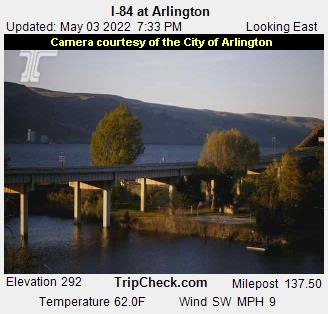 I-84 at Arlington
Updated: May 03 2022 7:33 PM Looking East
Camera courtesy of the City of Arlington
Elevation 292 TripCheck.com Milepost 137.50
Temperature 62.0F Wind SW MPH 9